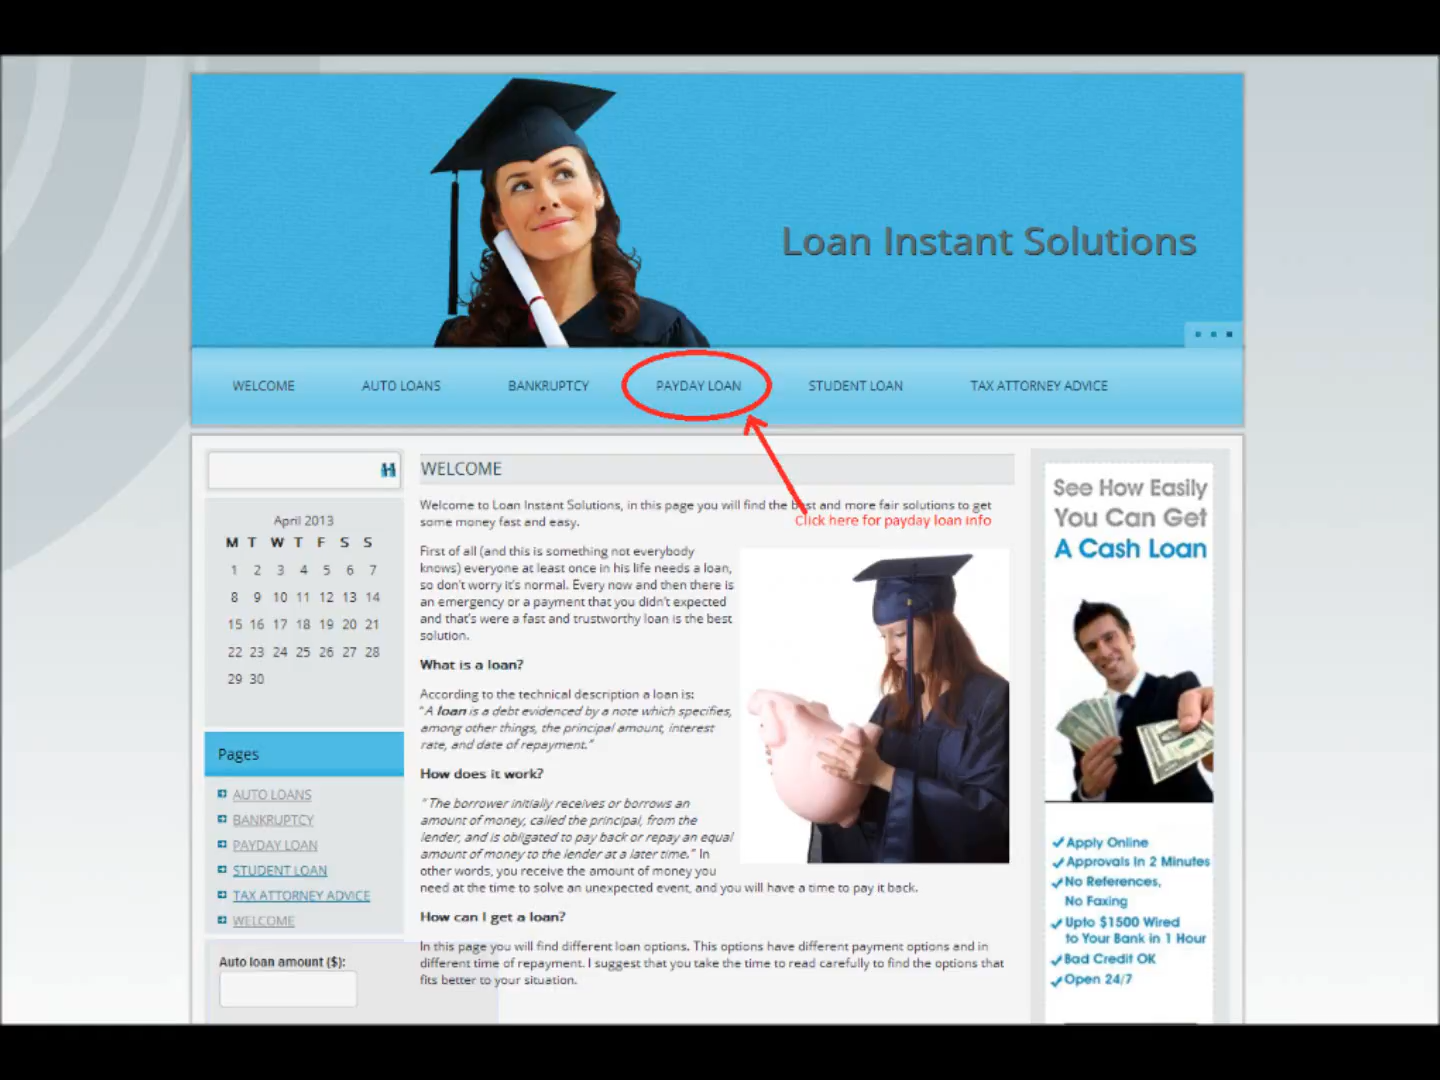 Loan Instant Solutions
WELCOME AUTO LOANS BANKRUPTCY PAYDAY LOAN STUDENT LOAN TAX ATTORNEY ADVICE
April 2013
M T W T F S S
1 2 3 4 5 6 7
8 9 10 11 12 13 14
15 16 17 18 19 20 21
22 23 24 25 26 27 28
29 30
Pages
AUTO LOANS
BANKRUPTCY
PAYDAY LOAN
STUDENT LOAN
TAX ATTORNEY ADVICE
WELCOME
Auto loan amount ($):
WELCOME
Welcome to Loan Instant Solutions, in this page you will find the best and more fair solutions to get
some money fast and easy.
Click here for payday loan info
First of all (and this is something not everybody
knows) everyone at least once in his life needs a loan,
so don't worry it's normal. Every now and then there is
an emergency or a payment that you didn't expected
and that's were a fast and trustworthy loan is the best
solution.
What is a loan?
According to the technical description a loan is:
"A loan is a debt evidenced by a note which specifies,
among other things, the principal amount, interest
rate, and date of repayment."
How does it work?
" The borrower initially receives or borrows an
amount of money, called the principal, from the
lender, and is obligated to pay back or repay an equal
amount of money to the lender at a later time." In
other words, you receive the amount of money you
need at the time to solve an unexpected event, and you will have a time to pay it back.
How can I get a loan?
In this page you will find different loan options. This options have different payment options and in
different time of repayment. I suggest that you take the time to read carefully to find the options that
fits better to your situation.
See How Easily
You Can Get
A Cash Loan
Apply Online
Approvals In 2 Minutes
No References,
No Faxing
Upto $1500 Wired
to Your Bank in 1 Hour
Bad Credit OK
Open 24/7